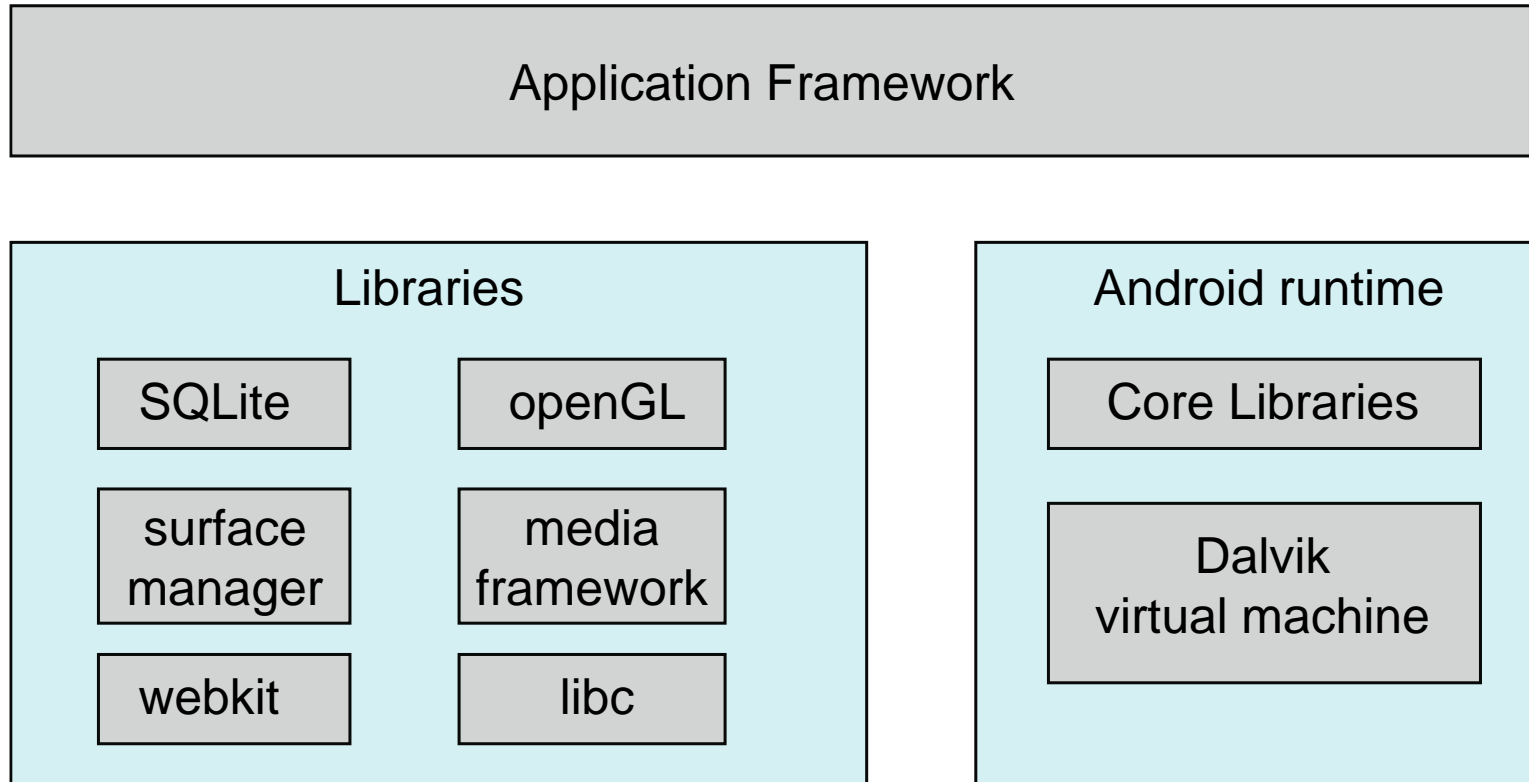 Application Framework
Libraries
SQLite
openGL
surface
manager
media
framework
webkit
libc
Android runtime
Core Libraries
Dalvik
virtual machine